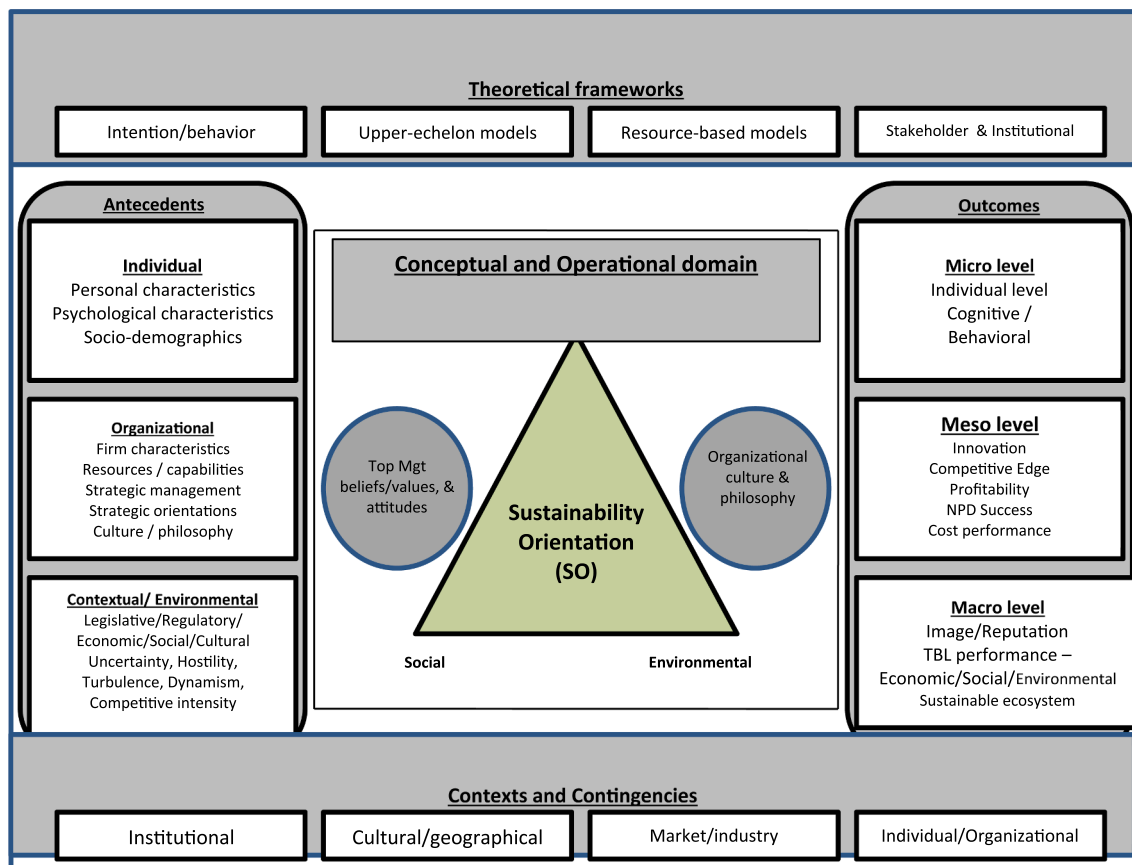 Theoretical frameworks
Intention/behavior
Upper-echelon models
Resource-based models
Stakeholder & Institutional
Antecedents
Individual
Personal characteristics
Psychological characteristics
Socio-demographics
Organizational
Firm characteristics
Resources / capabilities
Strategic management
Strategic orientations
Culture / philosophy
Contextual/ Environmental
Legislative/Regulatory/
Economic/Social/Cultural
Uncertainty, Hostility,
Turbulence, Dynamism,
Competitive intensity
Conceptual and Operational domain
Top Mgt
beliefs/values, &
attitudes
Sustainability
Orientation
(SO)
Organizational
culture &
philosophy
Social
Environmental
Outcomes
Micro level
Individual level
Cognitive /
Behavioral
Meso level
Innovation
Competitive Edge
Profitability
NPD Success
Cost performance
Macro level
Image/Reputation
TBL performance –
Economic/Social/Environmental
Sustainable ecosystem
Contexts and Contingencies
Institutional
Cultural/geographical
Market/industry
Individual/Organizational